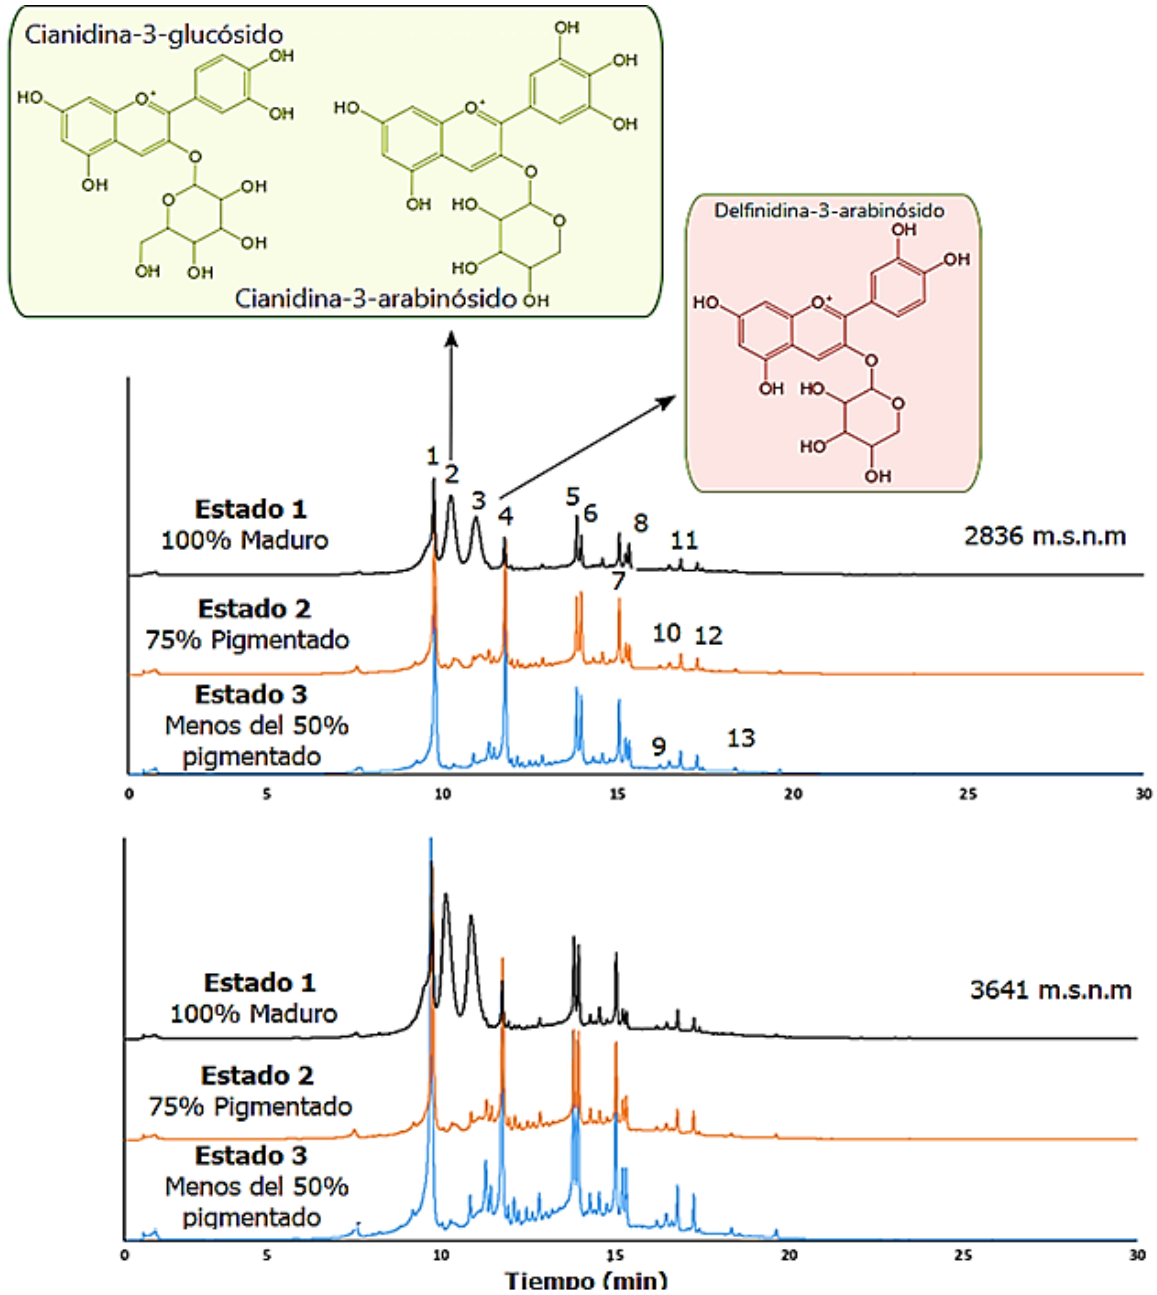 Cianidina-3-glucósido
OH
OH
HO
O+
OH
O
O
OH
OH
OH
OH
OH
OH
OH
HO
O+
OH
OH
O
HO
O
HO
OH
Cianidina-3-arabinósido
Delfinidina-3-arabinósido
OH
OH
HO
O+
OH
O
HO
O
HO
OH
1
2
3
4
5
6
8
11
Estado 1
100% Maduro
2836 m.s.n.m
7
Estado 2
75% Pigmentado
10
12
Estado 3
Menos del 50%
pigmentado
9
13
0 5 10 15 20 25 30
Estado 1
100% Maduro
3641 m.s.n.m
Estado 2
75% Pigmentado
Estado 3
Menos del 50%
pigmentado
0 5 10 15 20 25 30
Tiempo (min)